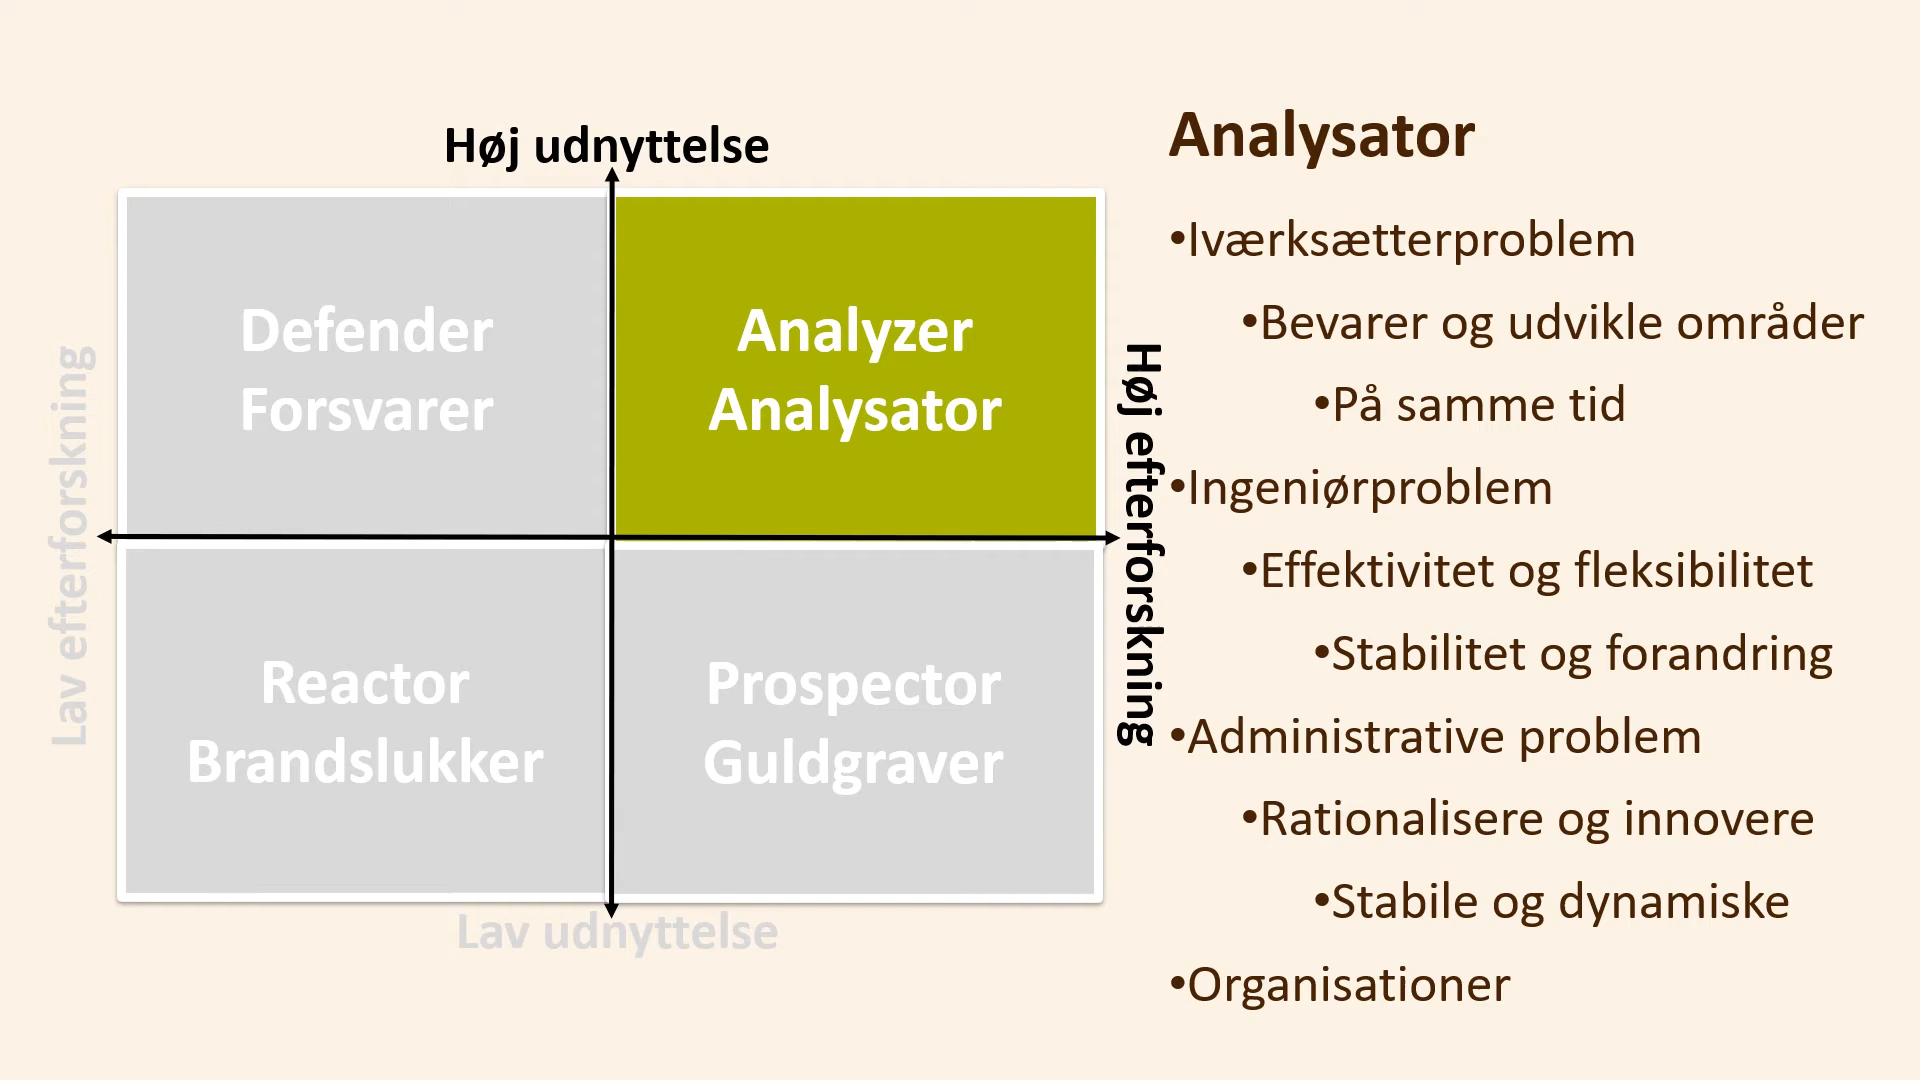 Høj udnyttelse
Defender
Forsvarer
Analyzer
Analysator
Lav efterforskning
Høj efterforskning
Reactor
Brandslukker
Prospector
Guldgraver
Lav udnyttelse
Analysator
•Iværksætterproblem
•Bevarer og udvikle områder
•På samme tid
•Ingeniørproblem
•Effektivitet og fleksibilitet
•Stabilitet og forandring
•Administrative problem
•Rationalisere og innovere
•Stabile og dynamiske
•Organisationer